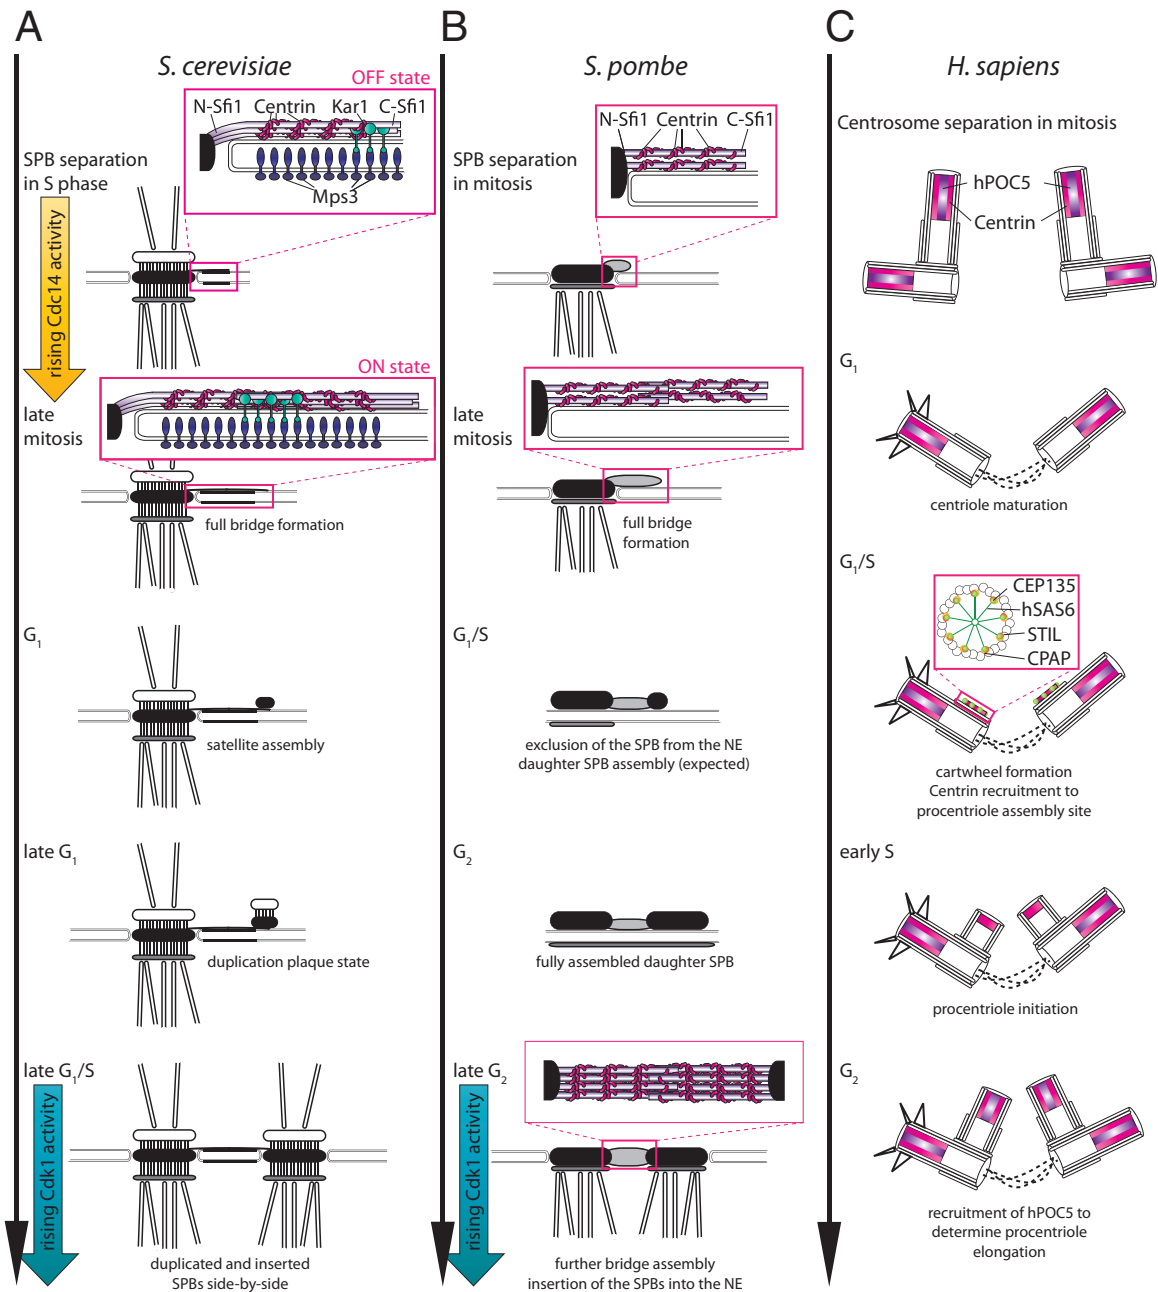 A
S. cerevisiae
OFF state
N-Sfi1 Centrin Kar1 C-Sfi1
Mps3
SPB separation
in S phase
rising Cdc14 activity
ON state
late
mitosis
full bridge formation
G1
satellite assembly
late G1
duplication plaque state
late G1/S
rising Cdk1 activity
duplicated and inserted
SPBs side-by-side
B
S. pombe
N-Sfi1 Centrin C-Sfi1
SPB separation
in mitosis
late
mitosis
full bridge
formation
G1/S
exclusion of the SPB from the NE
daughter SPB assembly (expected)
G2
fully assembled daughter SPB
late G2
rising Cdk1 activity
further bridge assembly
insertion of the SPBs into the NE
C
H. sapiens
Centrosome separation in mitosis
hPOC5
Centrin
G1
centriole maturation
G1/S
CEP135
hSAS6
STIL
CPAP
cartwheel formation
Centrin recruitment to
procentriole assembly site
early S
procentriole initiation
G2
recruitment of hPOC5 to
determine procentriole
elongation